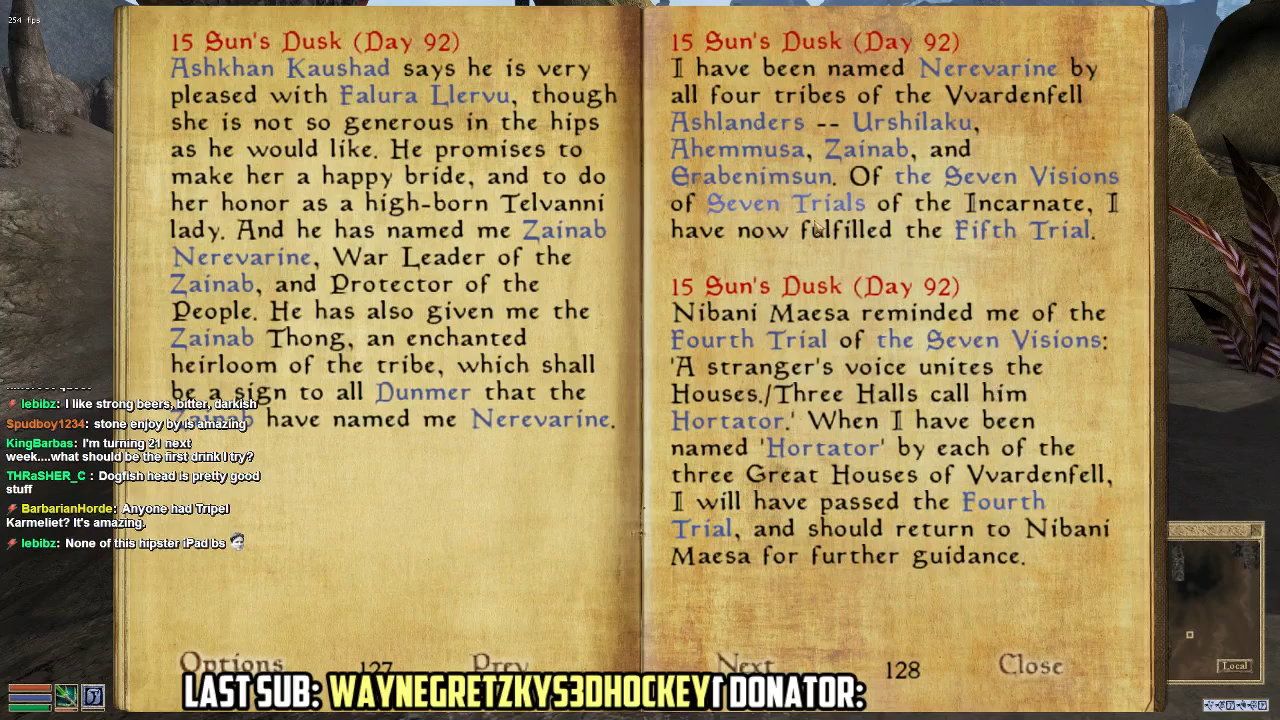 254 fps
15 Sun's Dusk (Day 92)
Ashkhan Kaushad says he is very
pleased with Falura Llervu, though
she is not so generous in the hips
as he would like. He promises to
make her a happy bride, and to do
her honor as a high-born Telvanni
lady. And he has named me Zainab
Nerevarine, War Leader of the
Zainab, and Protector of the
People. He has also given me the
Zainab Thong, an enchanted
heirloom of the tribe, which shall
be a sign to all Dunmer that the
Zainab have named me Nerevarine.
15 Sun's Dusk (Day 92)
I have been named Nerevarine by
all four tribes of the Vvardenfell
Ashlanders -- Urshilaku,
Ahemmusa, Zainab, and
Erabenimsun. Of the Seven Visions
of Seven Trials of the Incarnate, I
have now fulfilled the Fifth Trial.
15 Sun's Dusk (Day 92)
Nibani Maesa reminded me of the
Fourth Trial of the Seven Visions:
'A stranger's voice unites the
Houses./Three Halls call him
Hortator.' When I have been
named 'Hortator' by each of the
three Great Houses of Vvardenfell,
I will have passed the Fourth
Trial, and should return to Nibani
Maesa for further guidance.
lebibz: I like strong beers, bitter, darkish
Spudboy1234: stone enjoy by is amazing
KingBarbas: I'm turning 21 next
week....what should be the first drink I try?
THRaSHER_C : Dogfish head is pretty good
stuff
BarbarianHorde: Anyone had Tripel
Karmeliet? It's amazing.
lebibz: None of this hipster iPad bs
Options 127 Prev Next 128 Close
LAST SUB: WAYNEGRETZKYS3DHOCKEY DONATOR:
Local